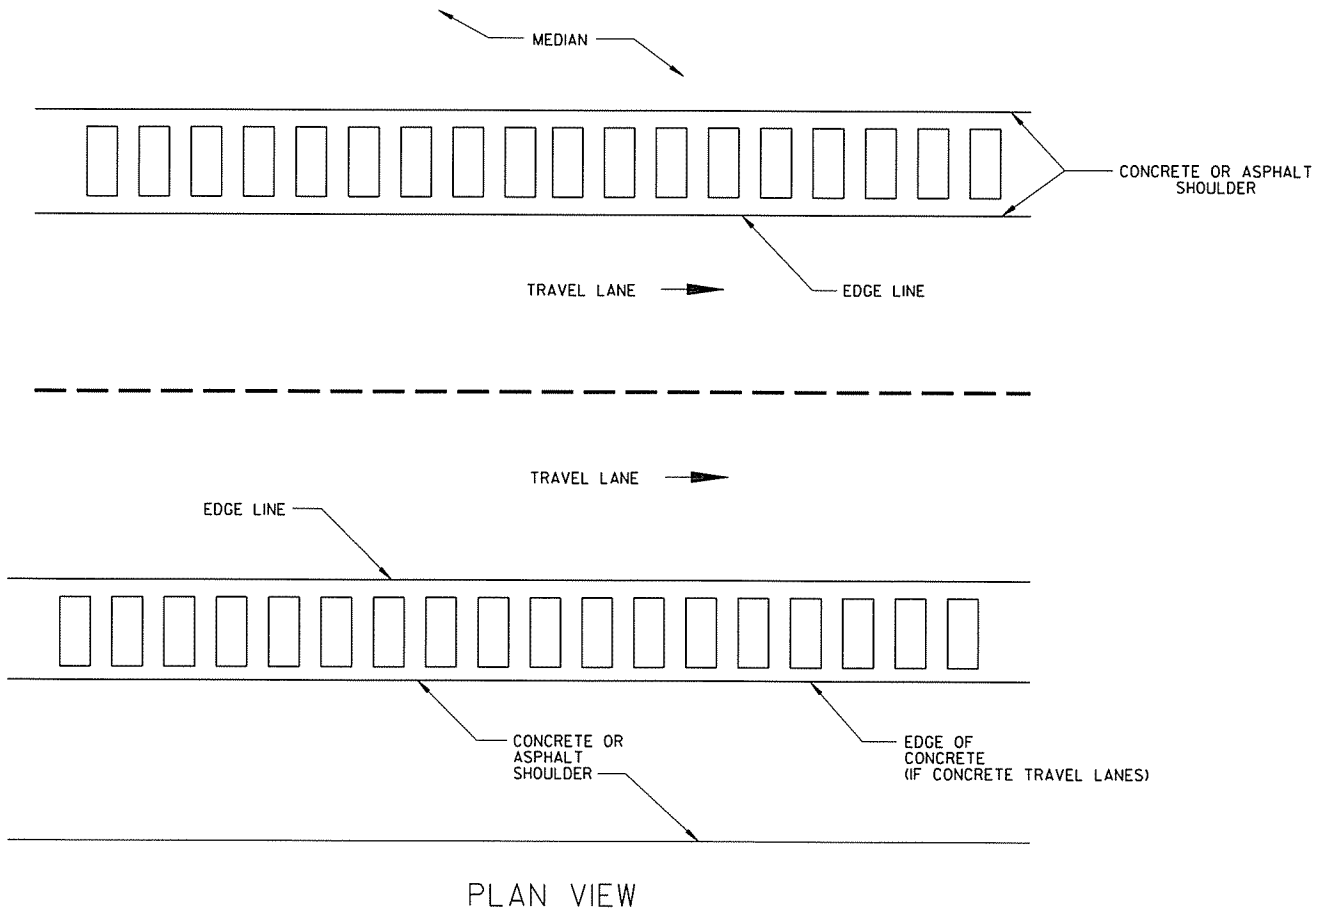 MEDIAN
CONCRETE OR ASPHALT
SHOULDER
TRAVEL LANE
EDGE LINE
TRAVEL LANE
EDGE LINE
CONCRETE OR
ASPHALT
SHOULDER
EDGE OF
CONCRETE
(IF CONCRETE TRAVEL LANES)
PLAN VIEW